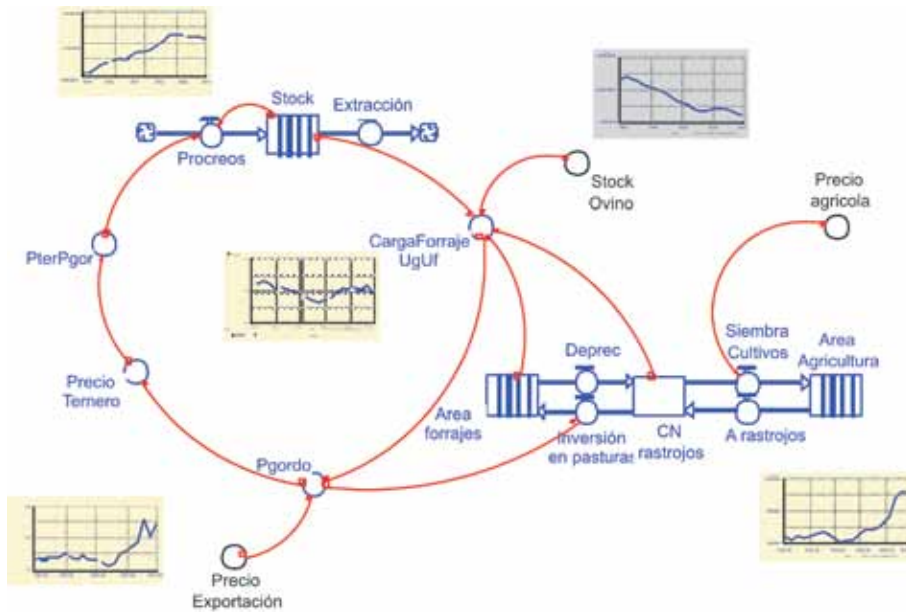 Stock
Extracción
Procreos
Stock
Ovino
Precio
agricola
CargaForraje
UgUf
PterPgor
Precio
Ternero
Deprec
Siembra
Cultivos
Area
Agricultura
Area
forrajes
Inversión
en pasturas
CN
rastrojos
A rastrojos
Pgordo
Precio
Exportación